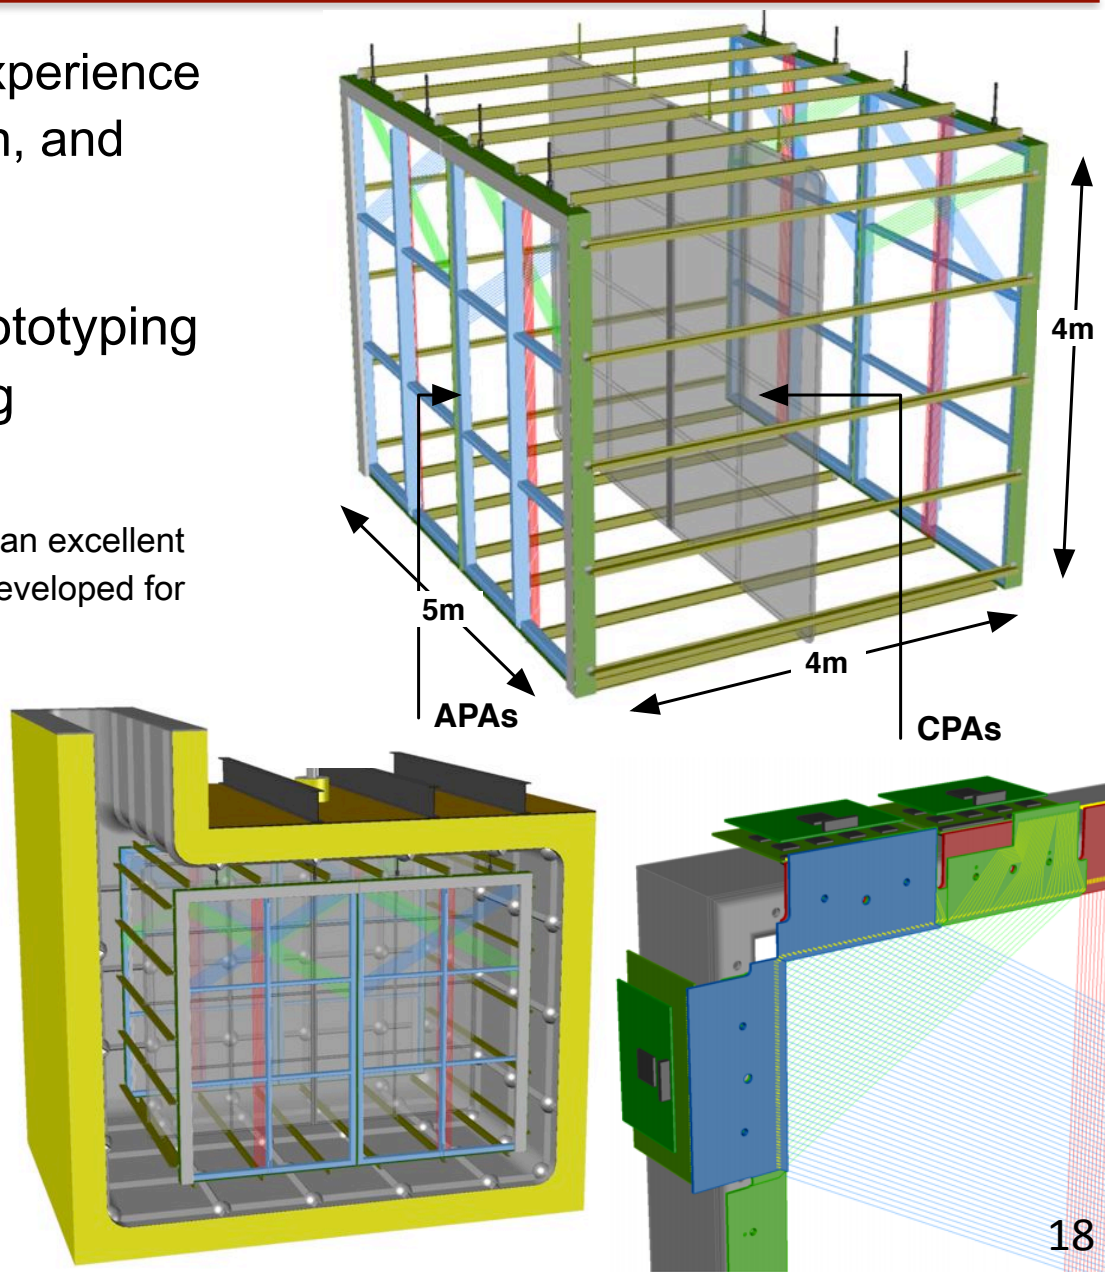 xperience
n, and
ototyping
g
an excellent
eveloped for
4m
5m
4m
APAs
CPAs
18